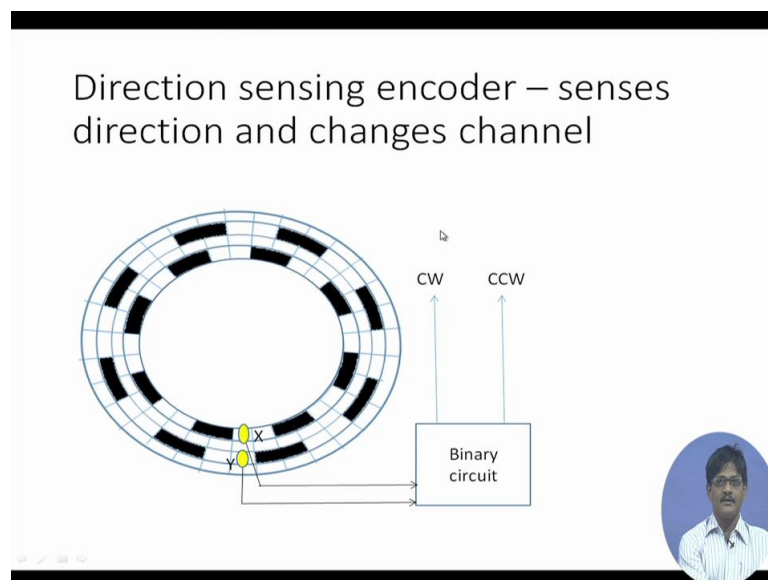 Direction sensing encoder – senses
direction and changes channel
CW
CCW
X
Y
Binary
circuit